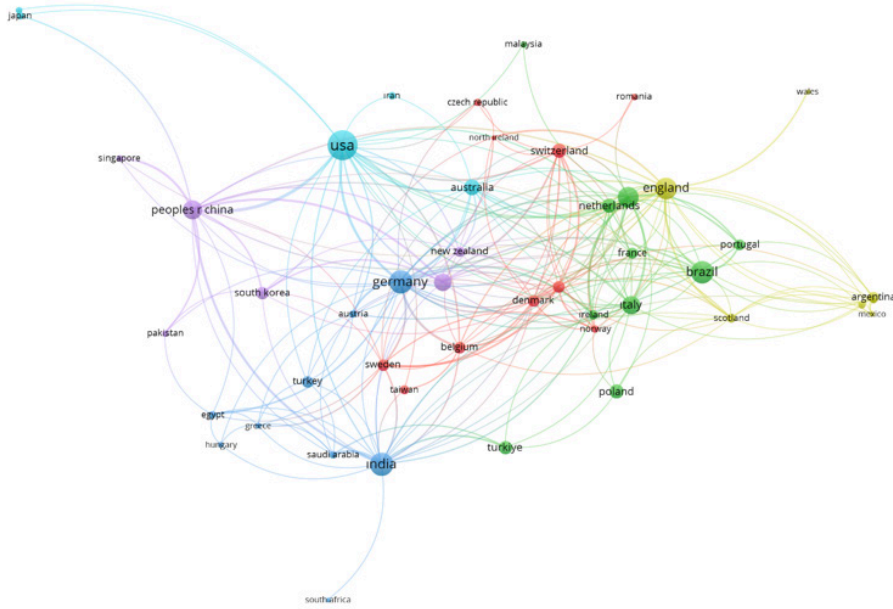 japan
malaysia
iran
czech republic
romania
wales
north ireland
usa
switzerland
singapore
australia
england
peoples r china
netherlands
new zealand
france
portugal
germany
brazil
south korea
denmark
argentina
austria
ireland
italy
mexico
scotland
pakistan
norway
belgium
sweden
turkey
taiwan
poland
egypt
greece
hungary
saudi arabia
turkiye
india
south africa